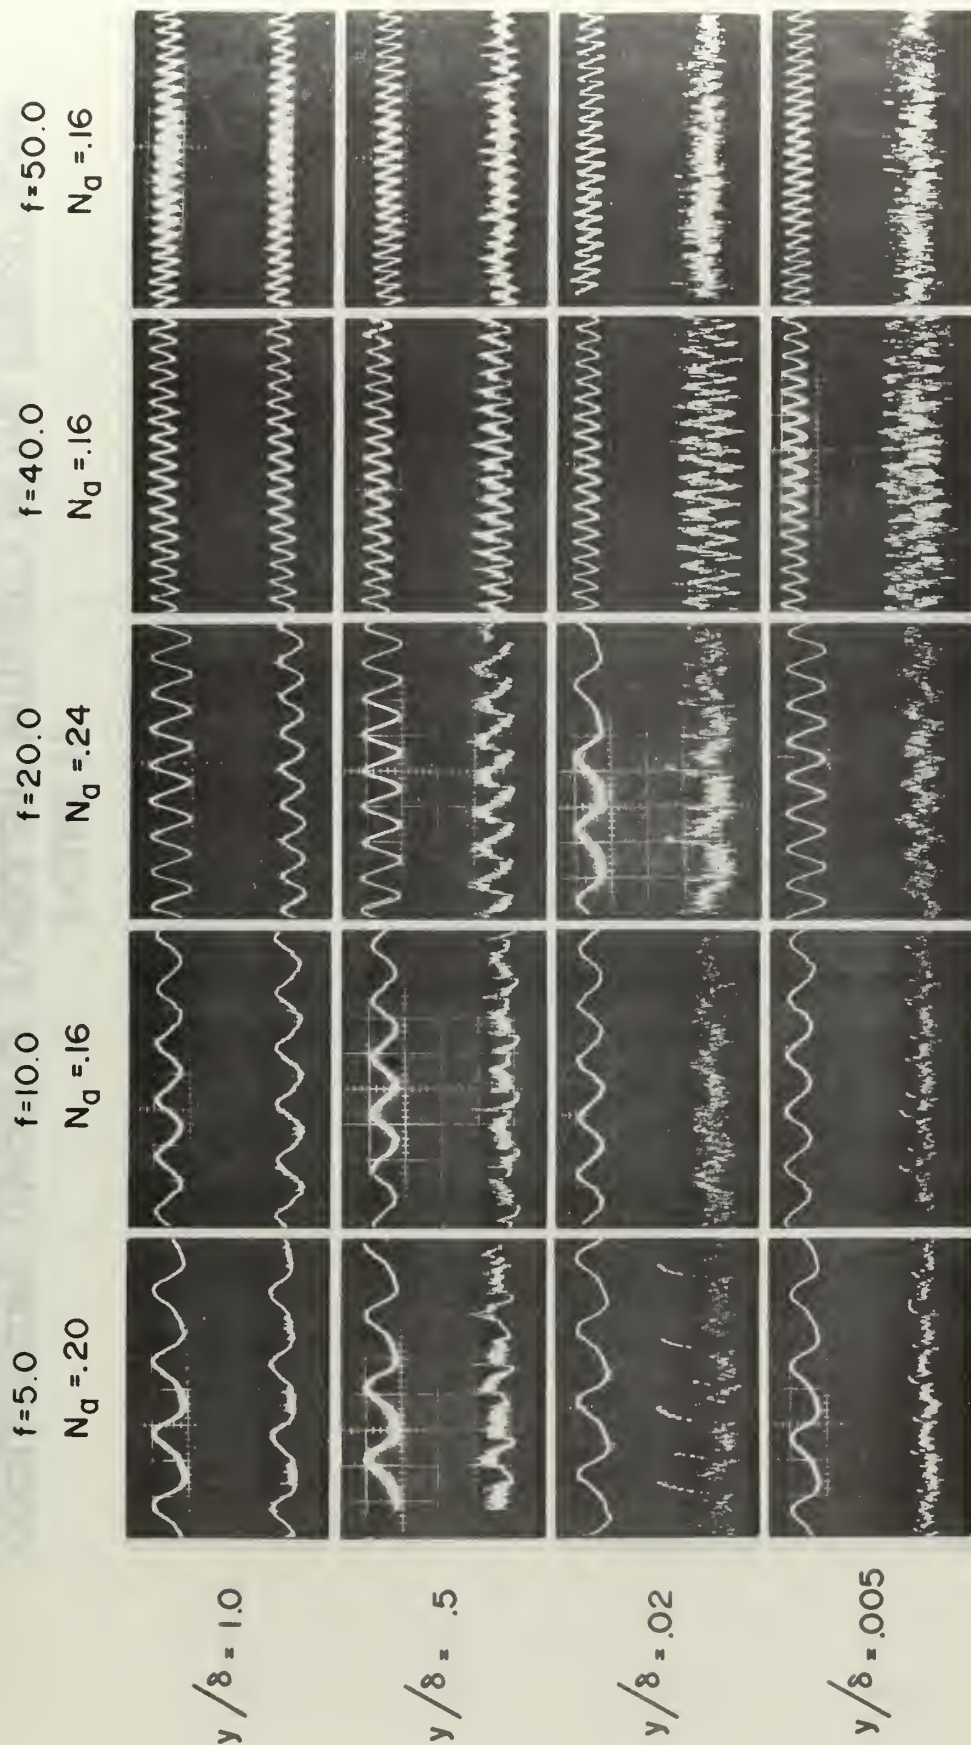 f=5.0
N_a=.20
f=10.0
N_a=.16
f=20.0
N_a=.24
f=40.0
N_a=.16
f=50.0
N_a=.16
y/δ=1.0
y/δ=.5
y/δ=.02
y/δ=.005